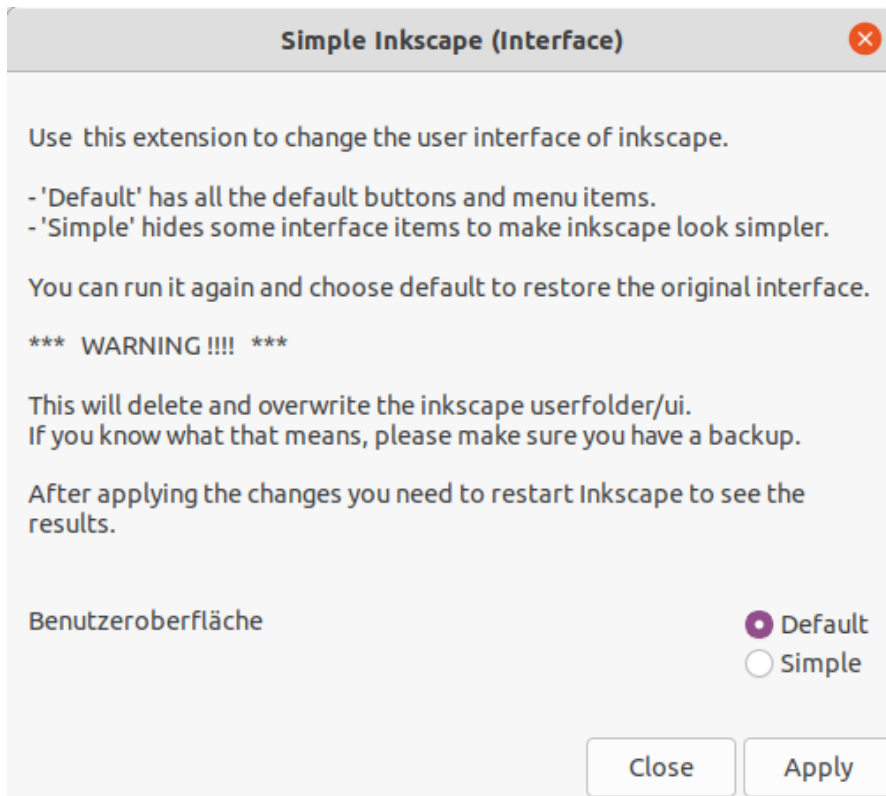 Simple Inkscape (Interface)
Use  this extension to change the user interface of inkscape.
- 'Default' has all the default buttons and menu items.
- 'Simple' hides some interface items to make inkscape look simpler.
You can run it again and choose default to restore the original interface.
***  WARNING !!!!  ***
This will delete and overwrite the inkscape userfolder/ui.
If you know what that means, please make sure you have a backup.
After applying the changes you need to restart Inkscape to see the
results.
Benutzeroberfläche
Default
Simple
Close
Apply